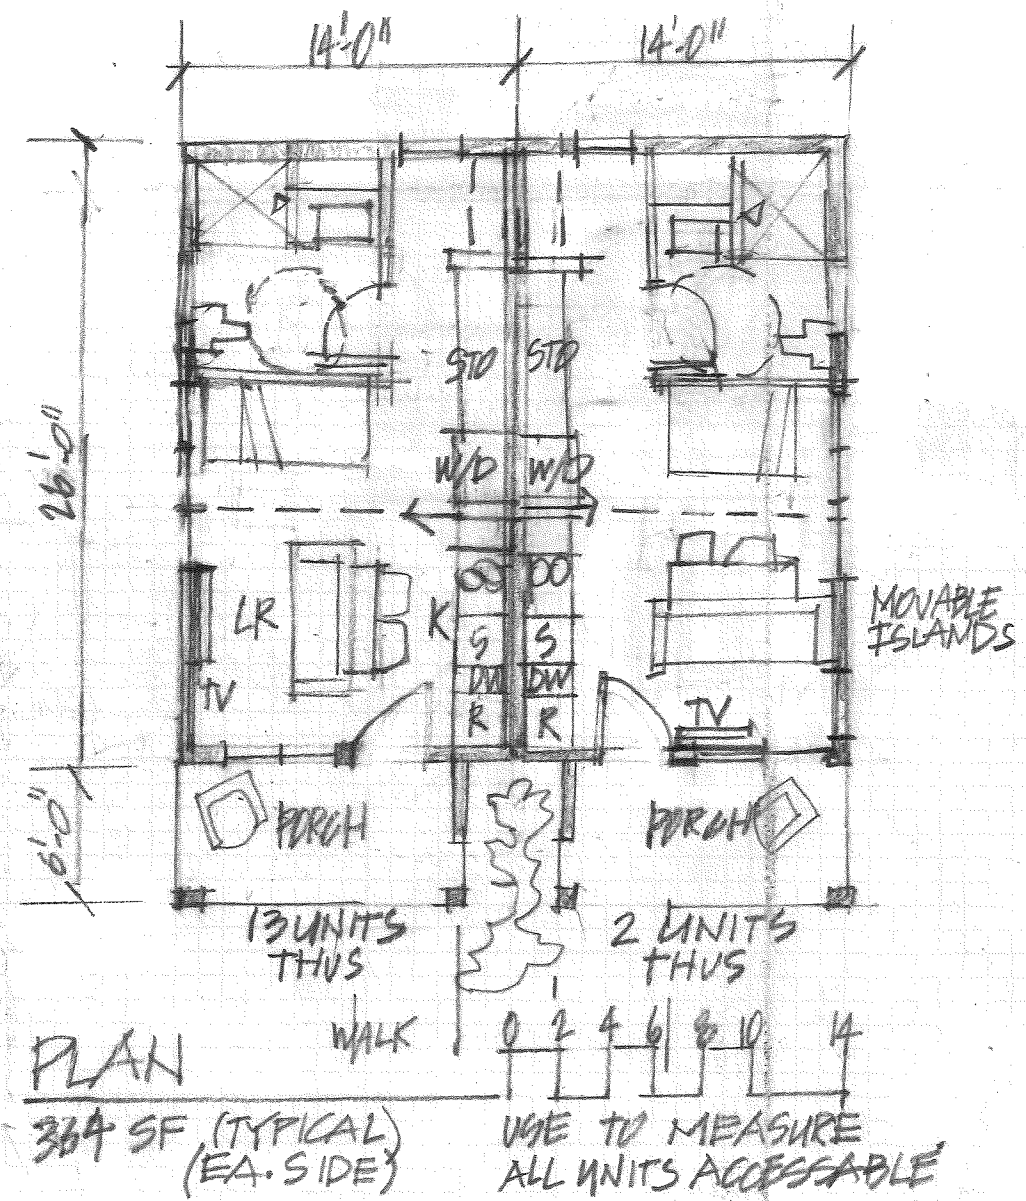 14'-0" 14'-0"
STO STO
26'-0"
W/D W/D
MOVABLE
ISLANDS
LR K S S
DW DW
TV R R TV
6'-0"
PORCH PORCH
13 UNITS
THUS
2 UNITS
THUS
WALK
0 2 4 6 8 10 14
PLAN
364 SF (TYPICAL)
(EA. SIDE)
USE TO MEASURE
ALL UNITS ACCESSABLE